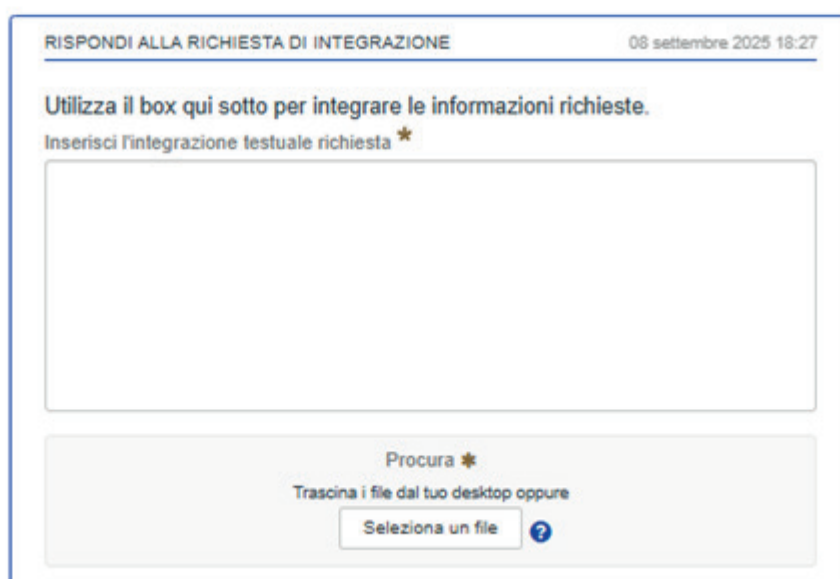 RISPONDI ALLA RICHIESTA DI INTEGRAZIONE 08 settembre 2025 18:27
Utilizza il box qui sotto per integrare le informazioni richieste.
Inserisci l'integrazione testuale richiesta *
Procura *
Trascina i file dal tuo desktop oppure
Seleziona un file ?